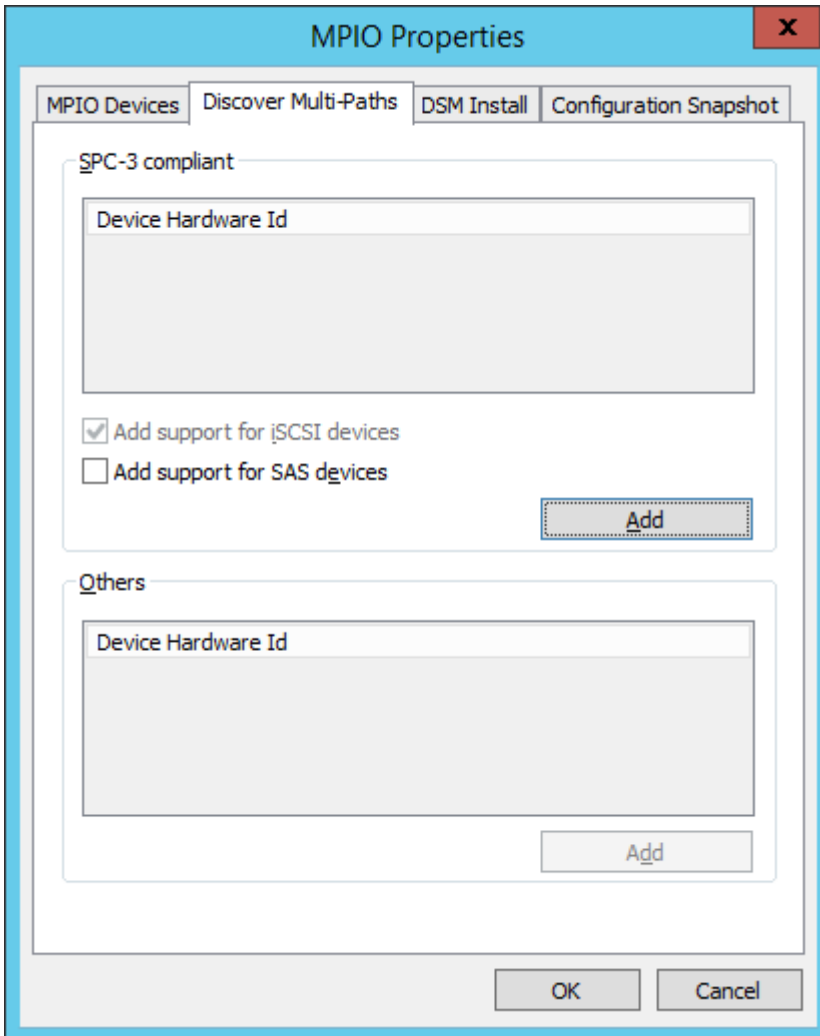 MPIO Properties
x
MPIO Devices Discover Multi-Paths DSM Install Configuration Snapshot
SPC-3 compliant
Device Hardware Id
Add support for iSCSI devices
Add support for SAS devices
Add
Others
Device Hardware Id
Add
OK Cancel